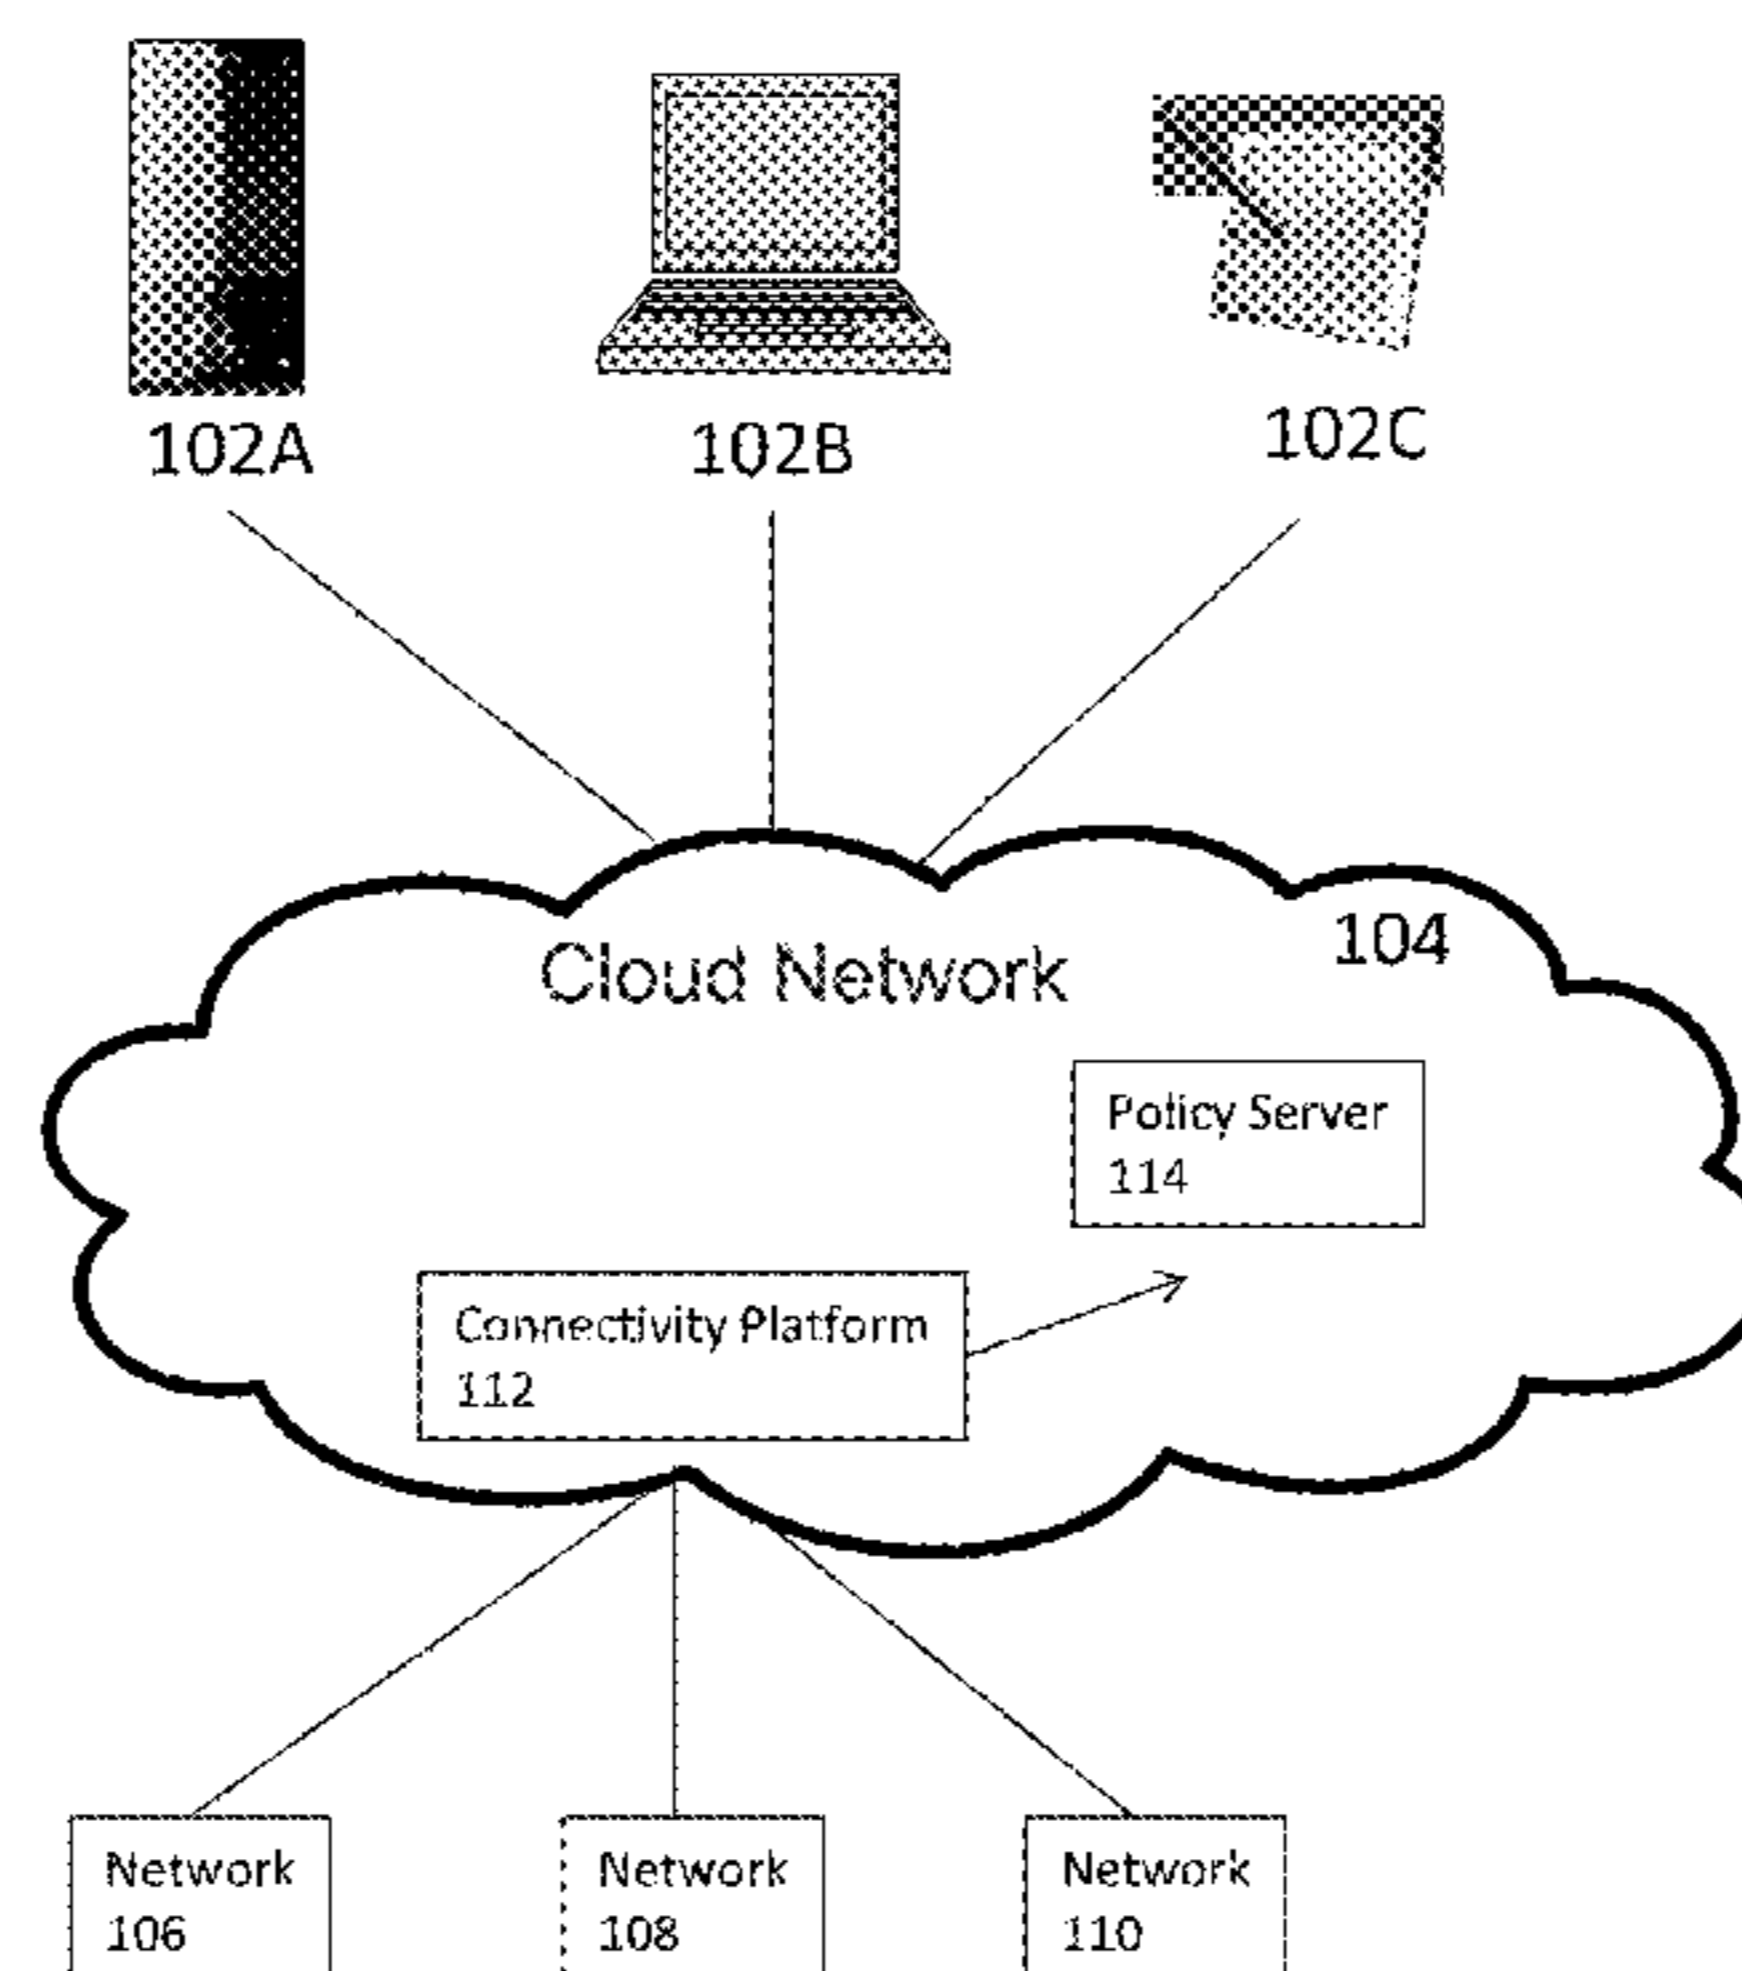 102A
102B
102C
104
Cloud Network
Policy Server
114
Connectivity Platform
112
Network
106
Network
108
Network
110